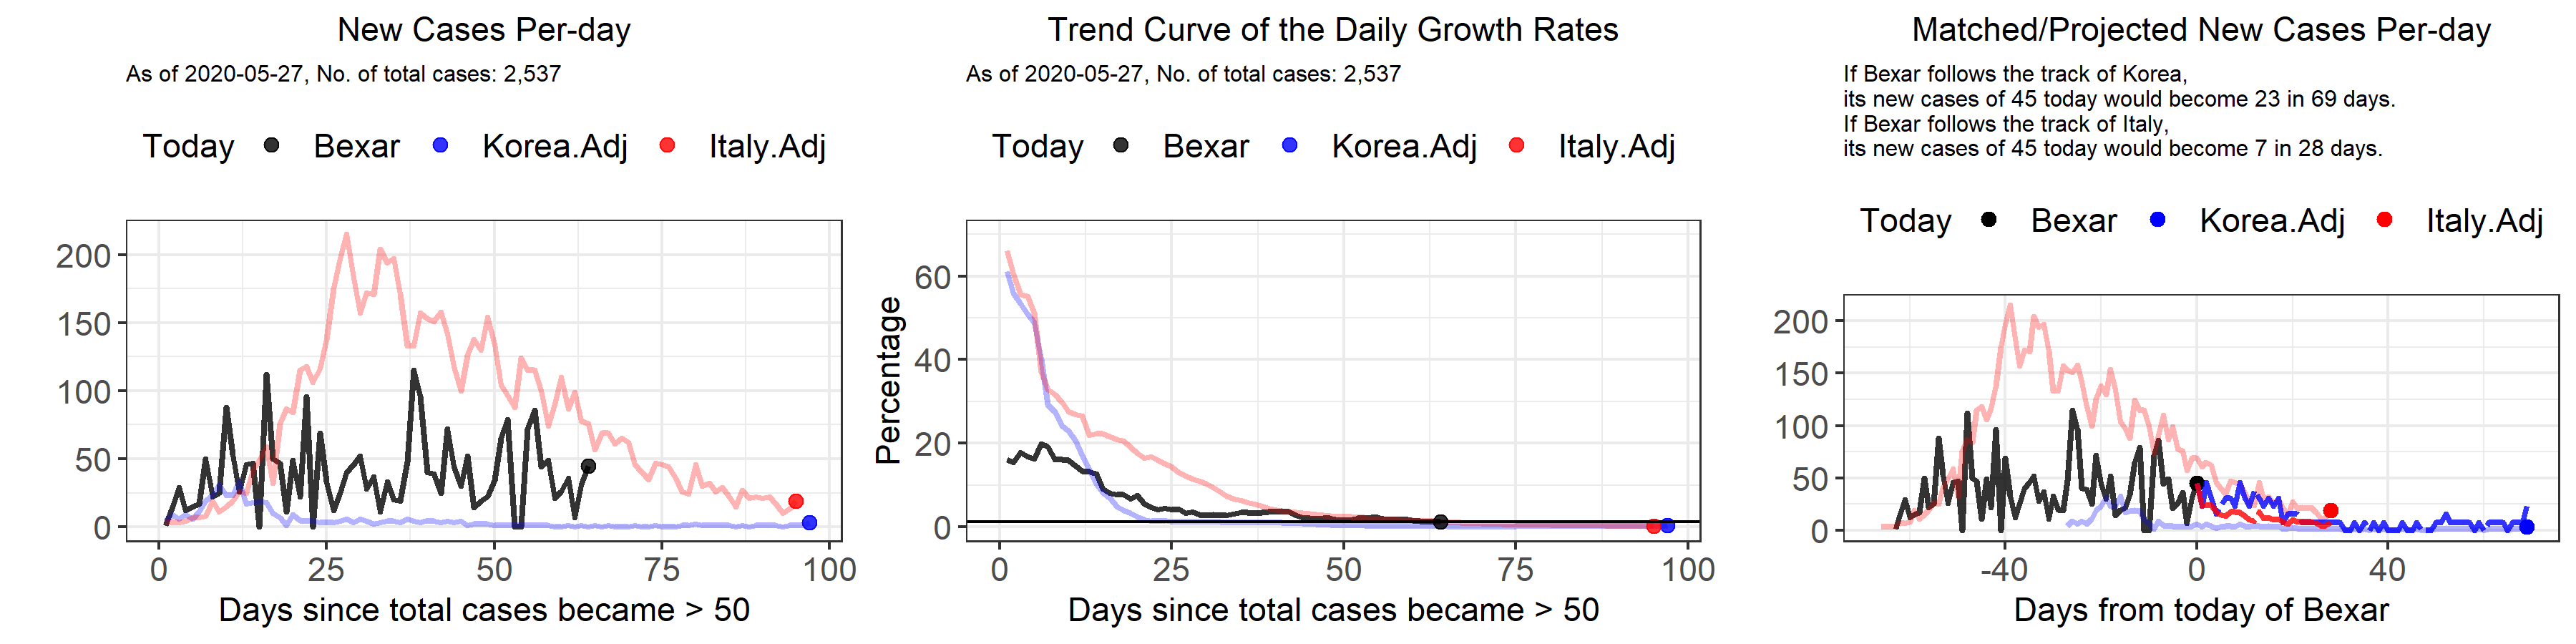 New Cases Per-day
As of 2020-05-27, No. of total cases: 2,537
Today Bexar Korea.Adj Italy.Adj
200
150
100
50
0
0 25 50 75 100
Days since total cases became > 50
Trend Curve of the Daily Growth Rates
As of 2020-05-27, No. of total cases: 2,537
Today Bexar Korea.Adj Italy.Adj
Percentage
60
40
20
0
0 25 50 75 100
Days since total cases became > 50
Matched/Projected New Cases Per-day
If Bexar follows the track of Korea,
its new cases of 45 today would become 23 in 69 days.
If Bexar follows the track of Italy,
its new cases of 45 today would become 7 in 28 days.
Today Bexar Korea.Adj Italy.Adj
200
150
100
50
0
-40 0 40
Days from today of Bexar